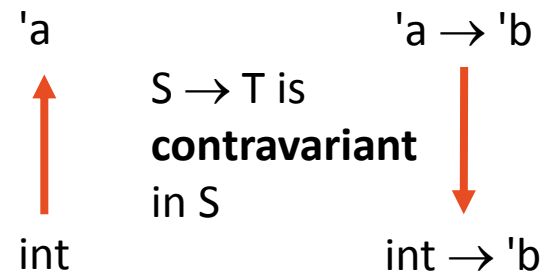 'a
'a → 'b
S → T is
contravariant
in S
int
int → 'b